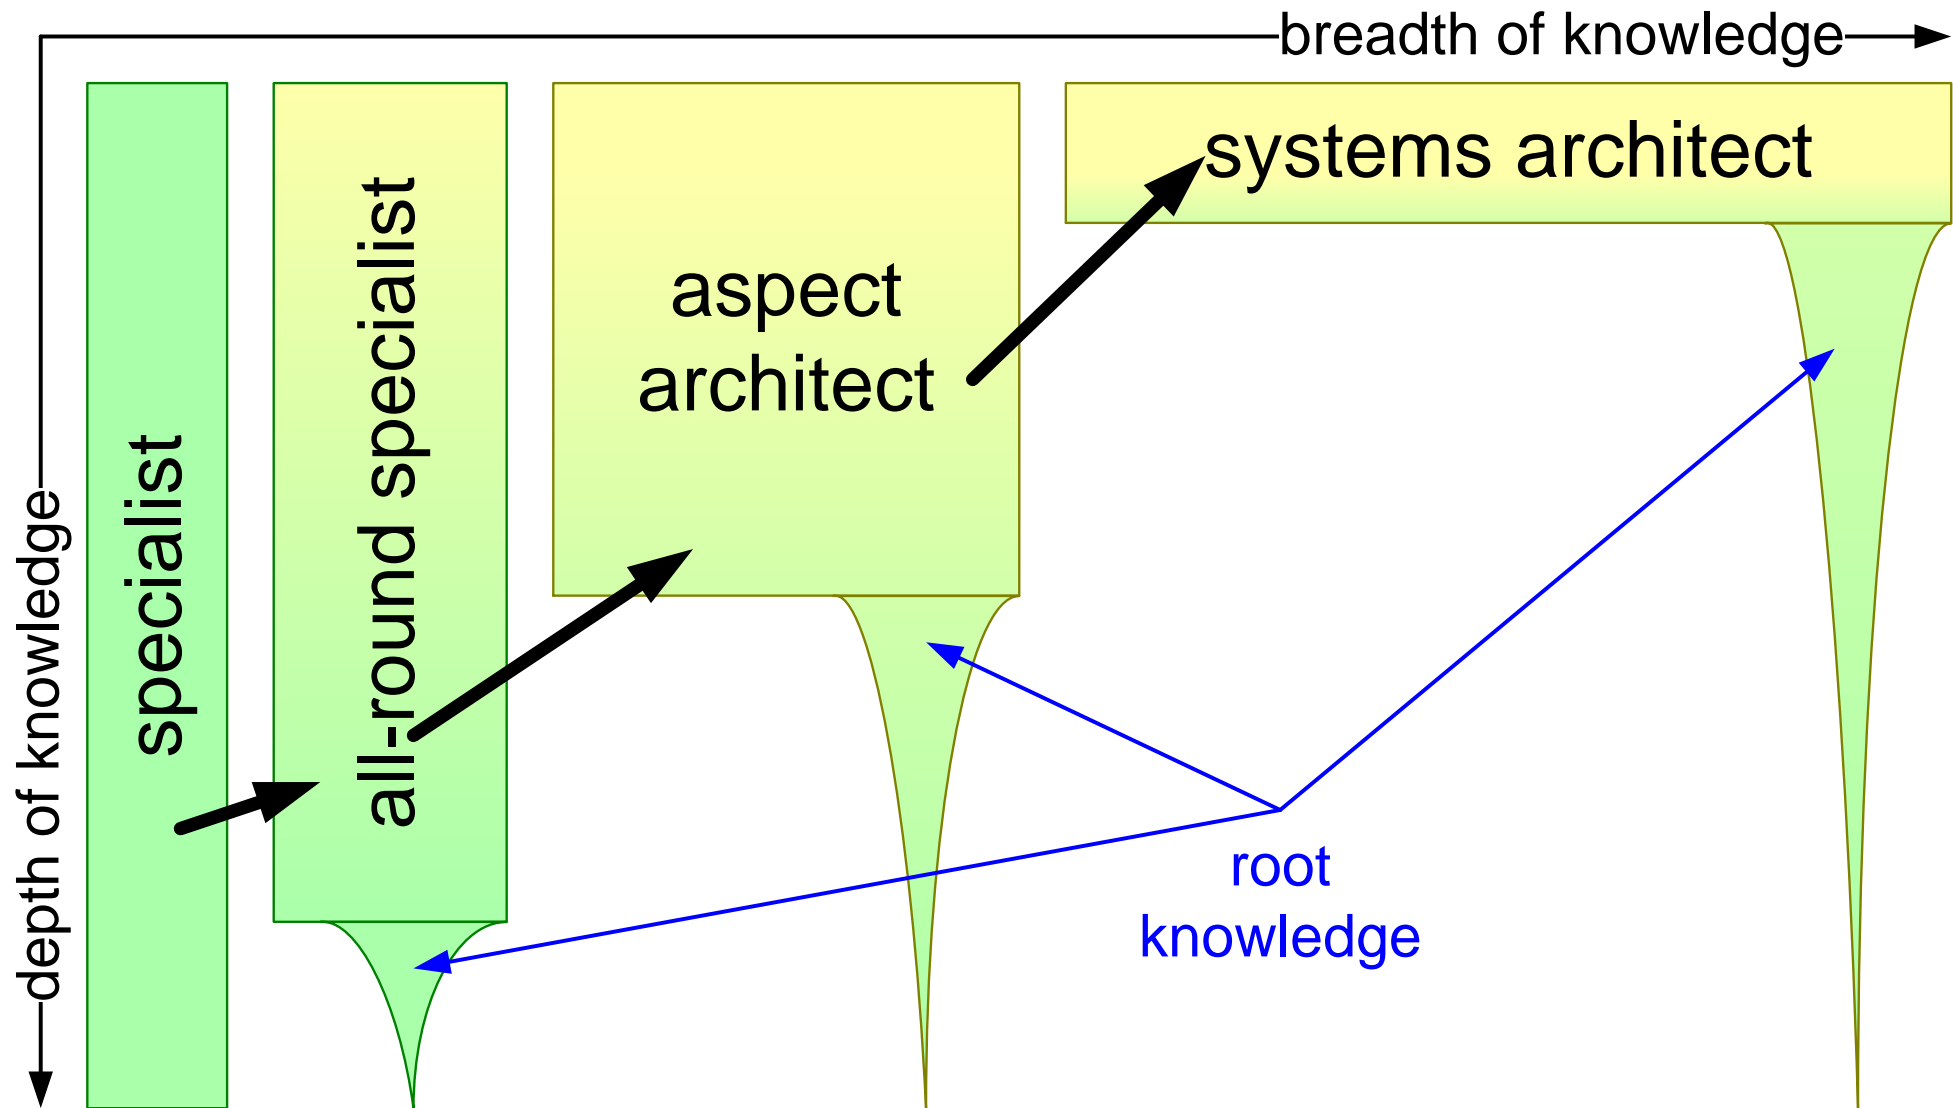 breadth of knowledge
depth of knowledge
specialist
all-round specialist
aspect
architect
systems architect
root
knowledge